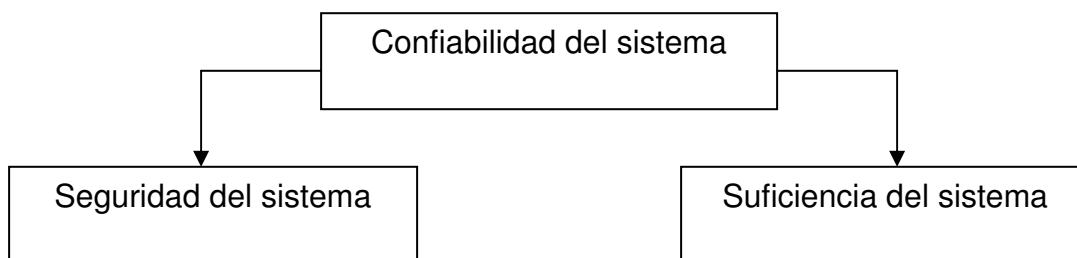 Confiabilidad del sistema
Seguridad del sistema
Suficiencia del sistema